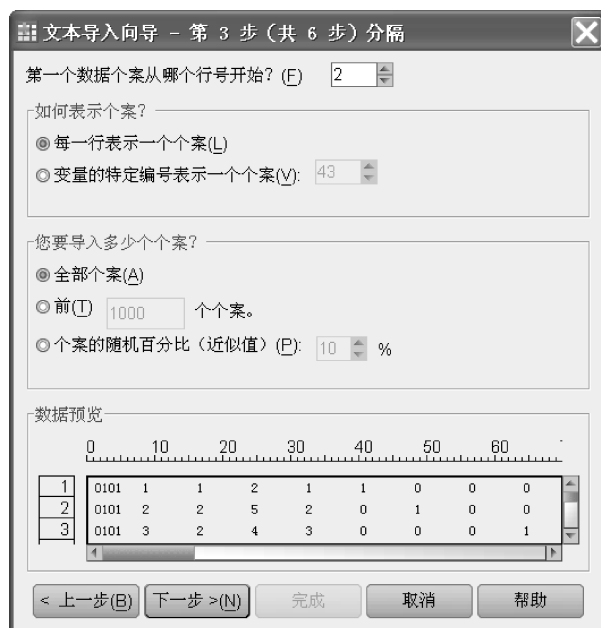 文本导入向导 - 第 3 步（共 6 步）分隔
第一个数据个案从哪个行号开始？(F) 2
如何表示个案？
每一行表示一个个案(L)
变量的特定编号表示一个个案(V): 43
您要导入多少个个案？
全部个案(A)
前(T) 1000 个个案。
个案的随机百分比（近似值）(P): 10 %
数据预览
0 10 20 30 40 50 60
1 0101 1 1 2 1 1 0 0 0
2 0101 2 2 5 2 0 1 0 0
3 0101 3 2 4 3 0 0 0 1
< 上一步(B) 下一步 >(N) 完成 取消 帮助